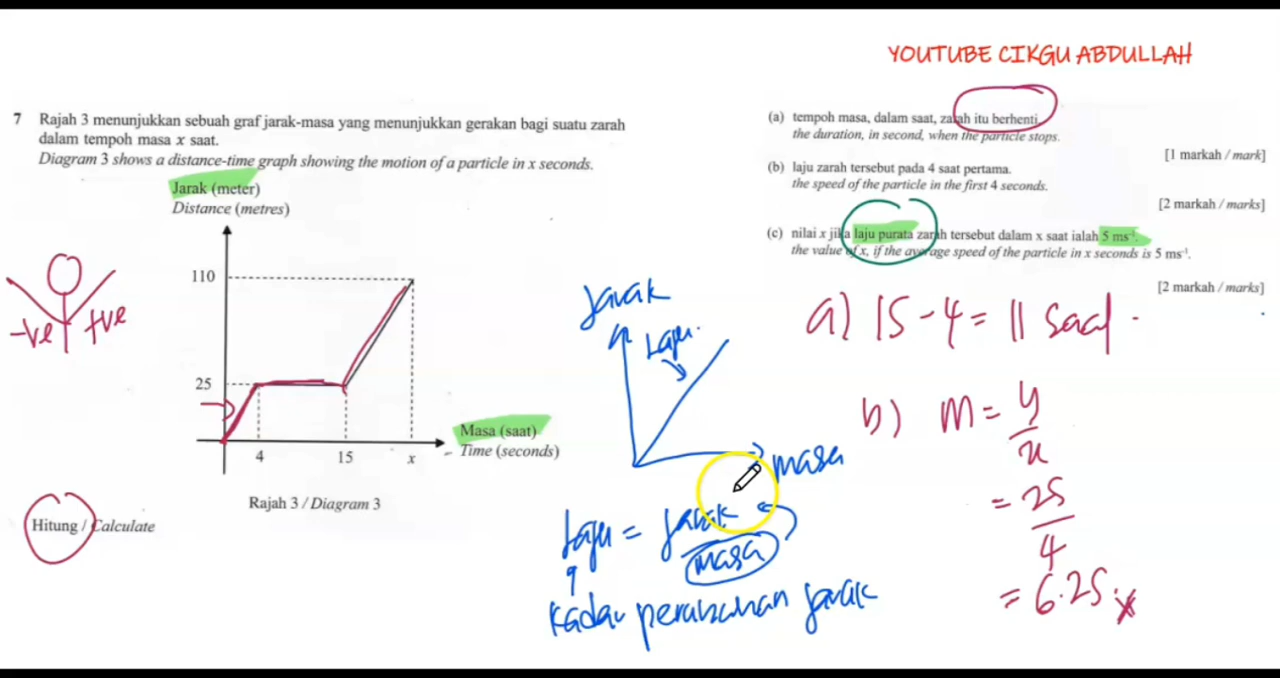 YOUTUBE CIKGU ABDULLAH
7 Rajah 3 menunjukkan sebuah graf jarak-masa yang menunjukkan gerakan bagi suatu zarah
dalam tempoh masa x saat.
Diagram 3 shows a distance-time graph showing the motion of a particle in x seconds.
Jarak (meter)
Distance (metres)
110
25
4
15
x
Masa (saat)
Time (seconds)
Rajah 3 / Diagram 3
Hitung / Calculate
-ve
+ve
(a) tempoh masa, dalam saat, zarah itu berhenti.
the duration, in second, when the particle stops.
[1 markah / mark]
(b) laju zarah tersebut pada 4 saat pertama.
the speed of the particle in the first 4 seconds.
[2 markah / marks]
(c) nilai x jika laju purata zarah tersebut dalam x saat ialah 5 ms⁻¹.
the value of x, if the average speed of the particle in x seconds is 5 ms⁻¹.
[2 markah / marks]
Jarak
Laju
masa
Laju = Jarak
masa
Kadar perubahan Jarak
a) 15 - 4 = 11 saat
b) m = y
x
= 25
4
= 6.25